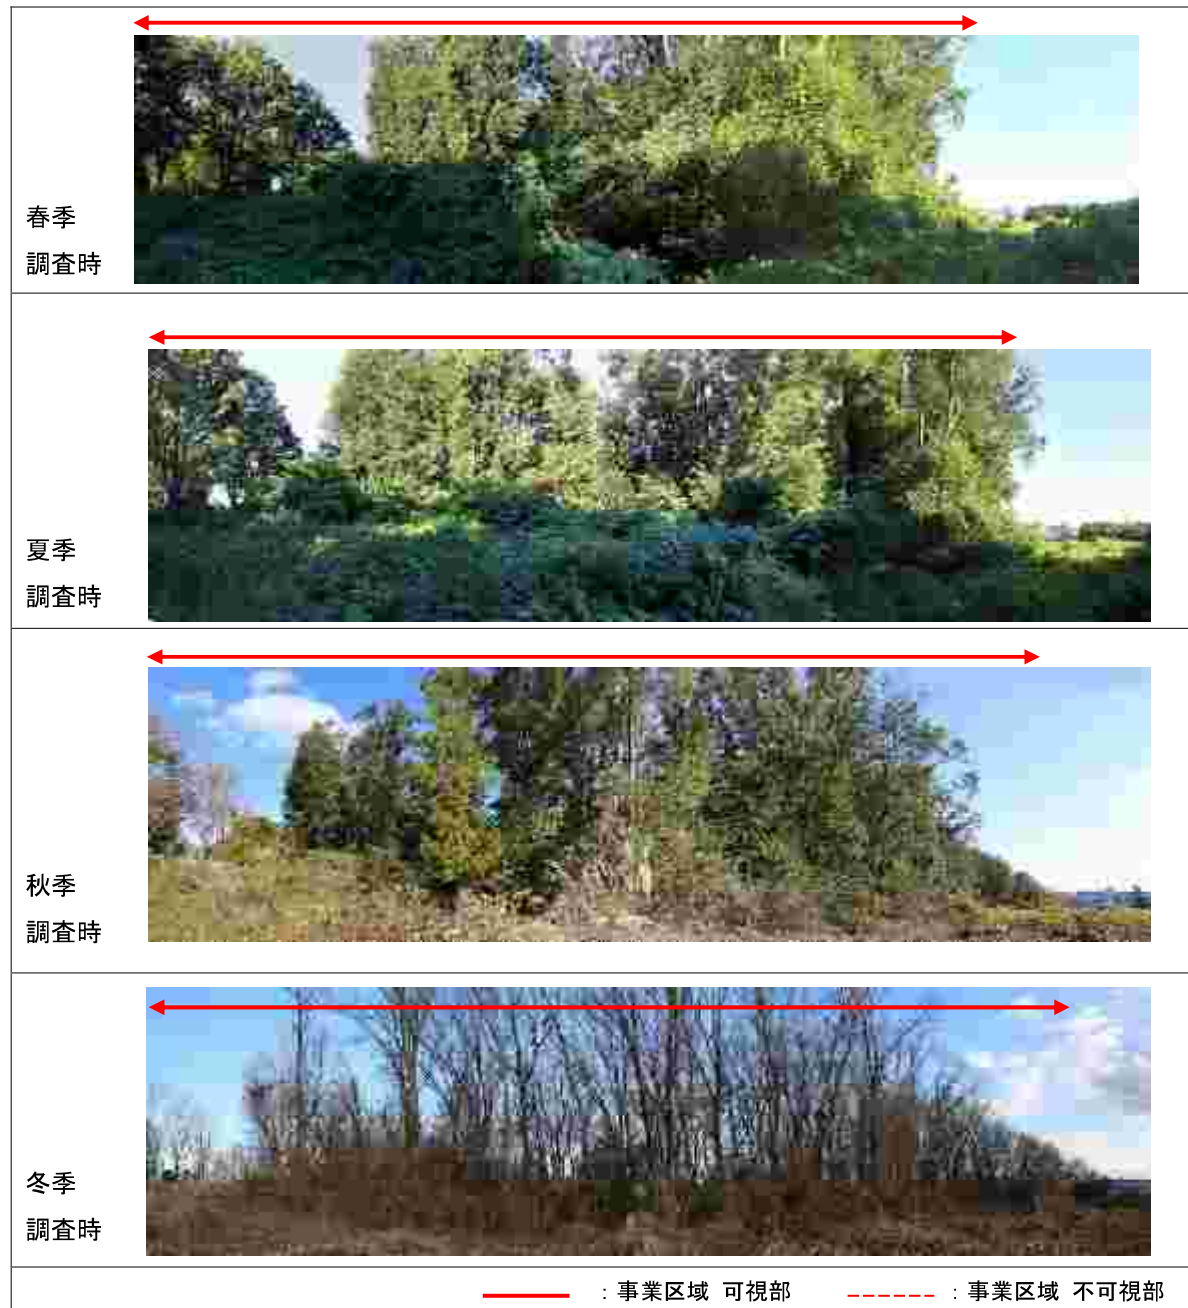 春季
調査時
夏季
調査時
秋季
調査時
冬季
調査時
: 事業区域 可視部 : 事業区域 不可視部